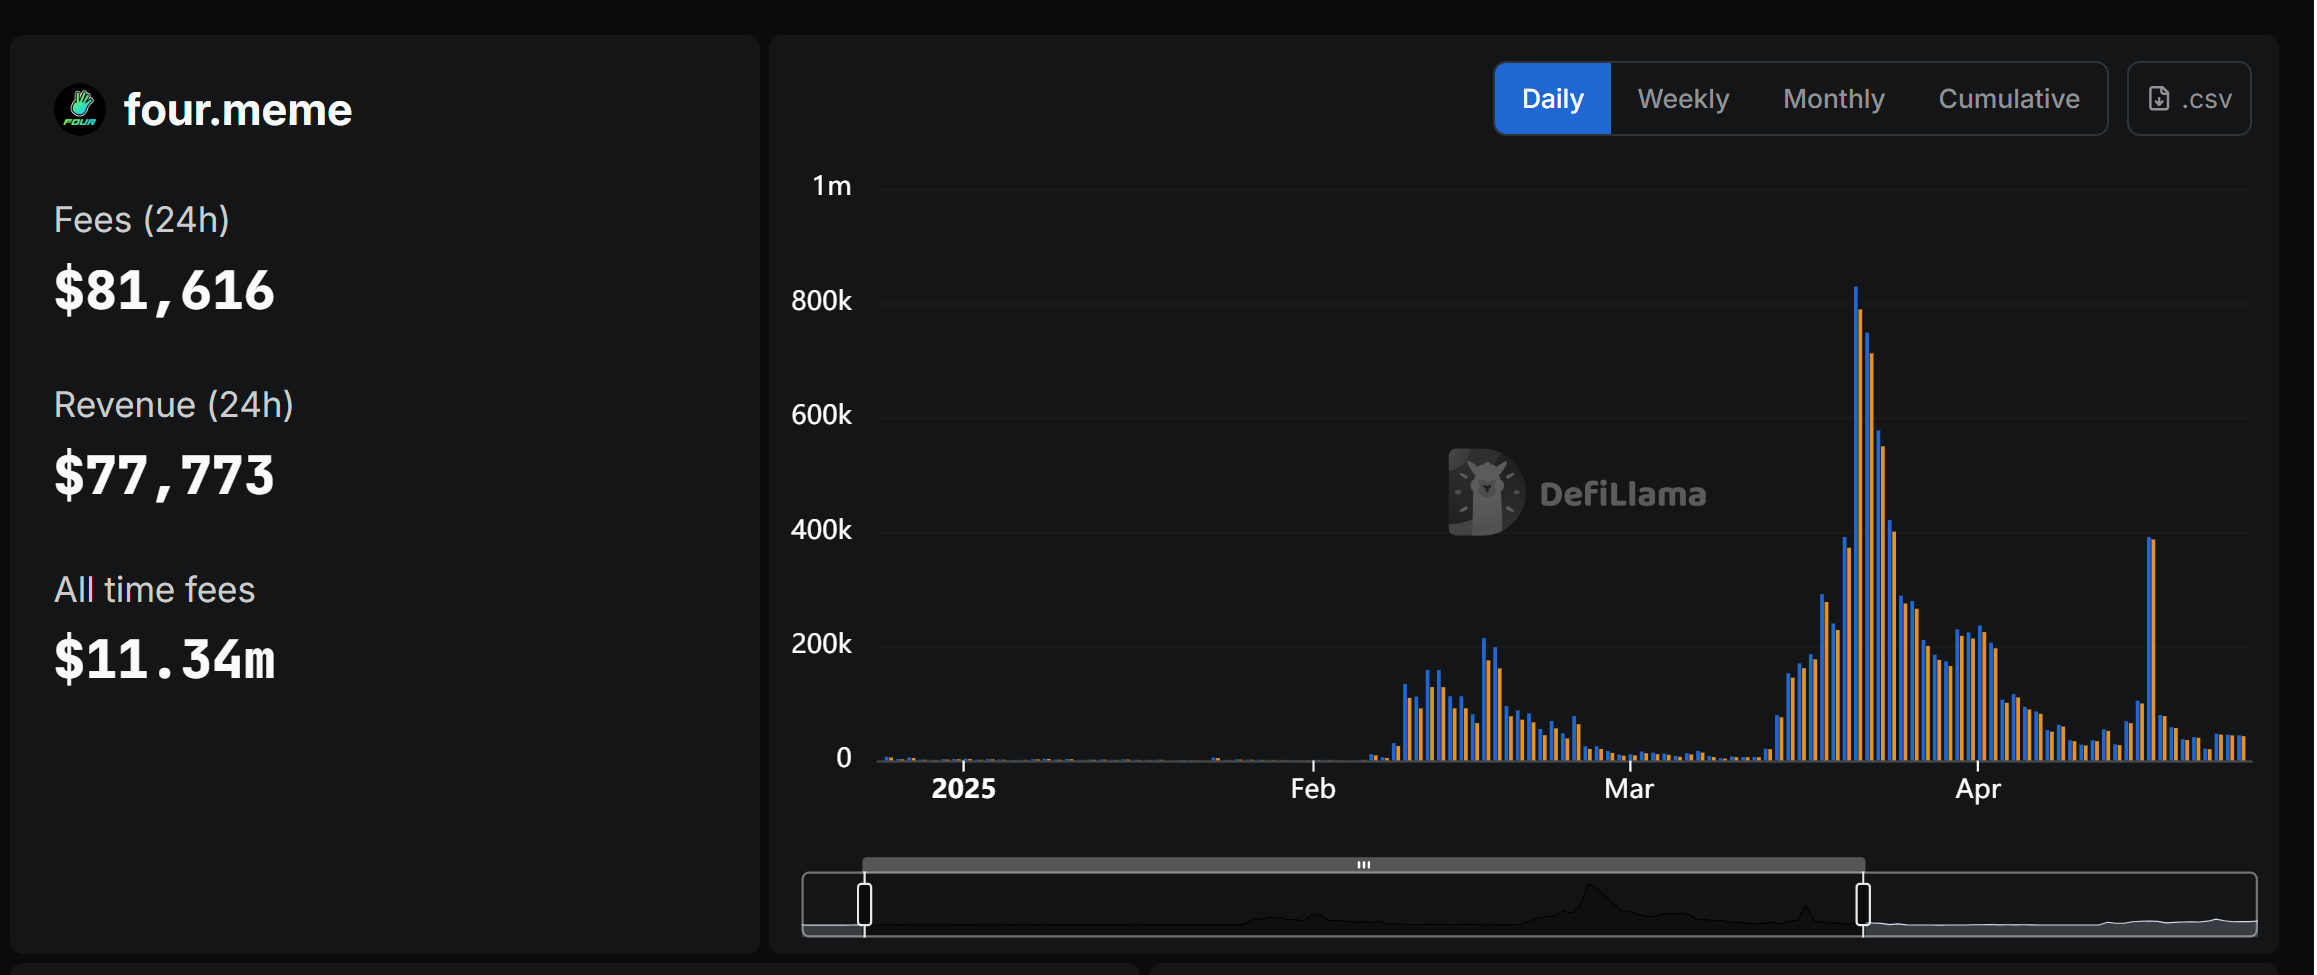 FOUR
four.meme
Fees (24h)
$81,616
Revenue (24h)
$77,773
All time fees
$11.34m
Daily Weekly Monthly Cumulative .csv
1m
800k
600k
400k
200k
0
DefiLlama
2025 Feb Mar Apr